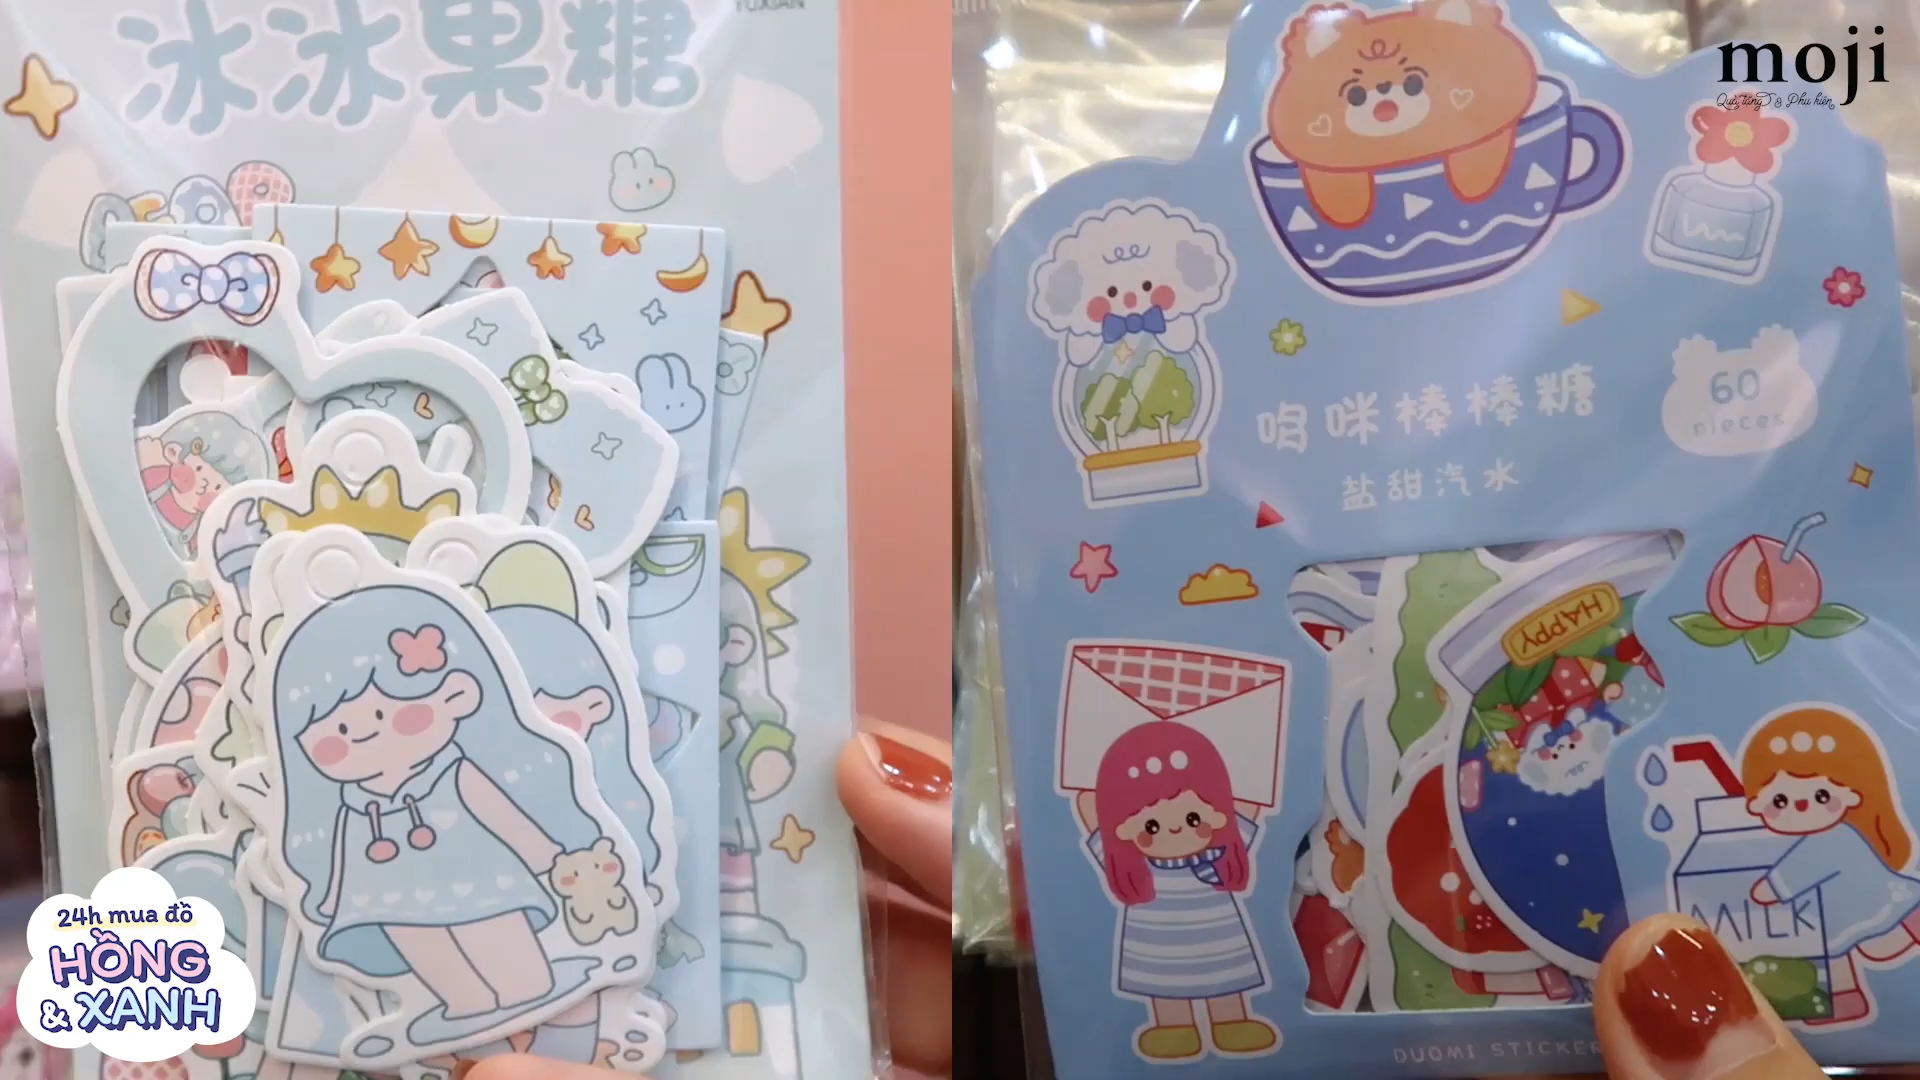 冰冰果糖
YUXIAN
24h mua đồ
HỒNG
& XANH
moji
Quà tặng & Phụ kiện
60
pieces
哆咪棒棒糖
盐甜汽水
HAPPY
MILK
DUOMI STICKER